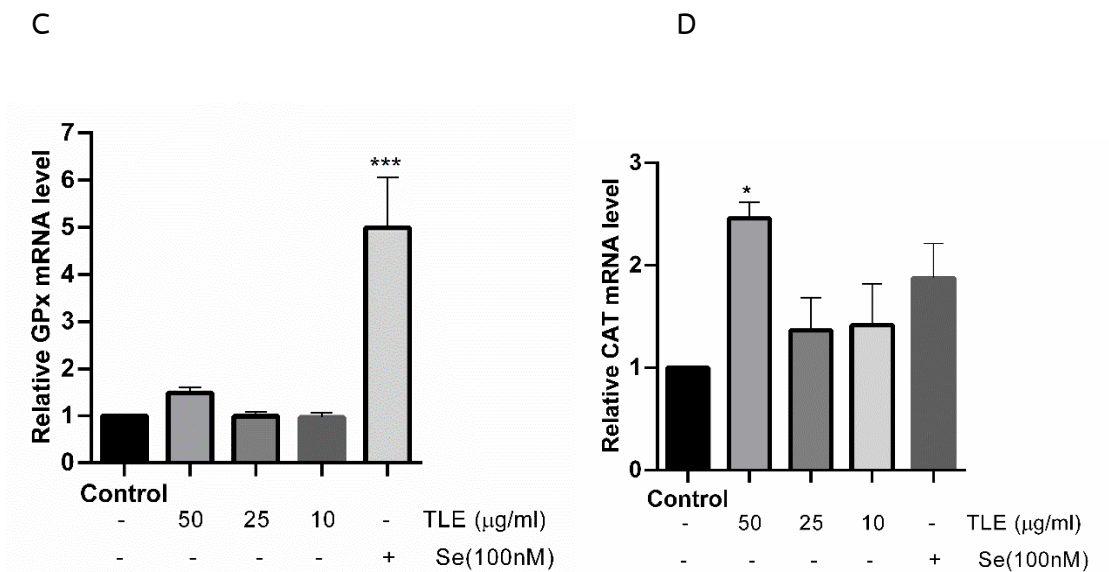 C
D
Relative GPx mRNA level
7
6
5
4
3
2
1
0
***
Control
- 50 25 10 - TLE (μg/ml)
- - - - + Se(100nM)
Relative CAT mRNA level
3
2
1
0
*
Control
- 50 25 10 - TLE (μg/ml)
- - - - + Se(100nM)